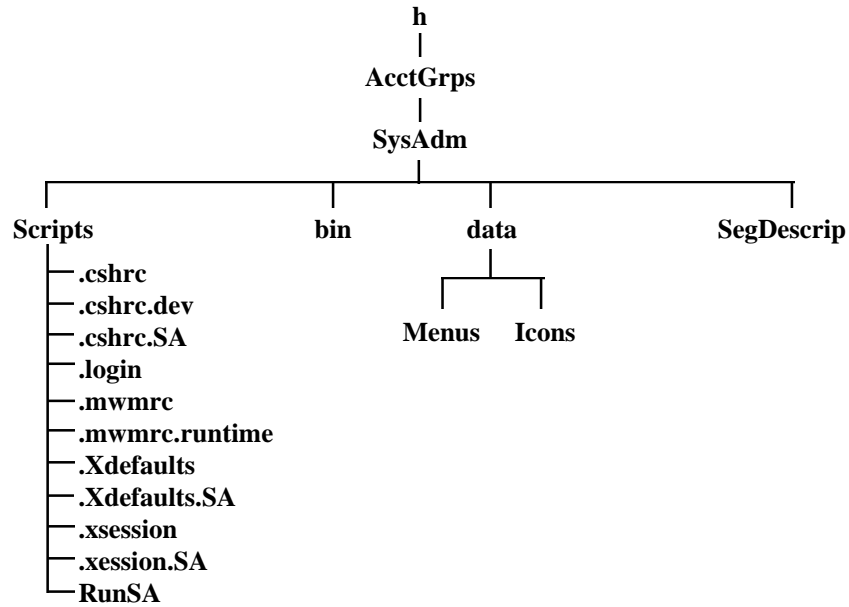 h
AcctGrps
SysAdm
Scripts bin data SegDescrip
.cshrc
.cshrc.dev
.cshrc.SA
.login
.mwmrc
.mwmrc.runtime
.Xdefaults
.Xdefaults.SA
.xsession
.xession.SA
RunSA
Menus Icons